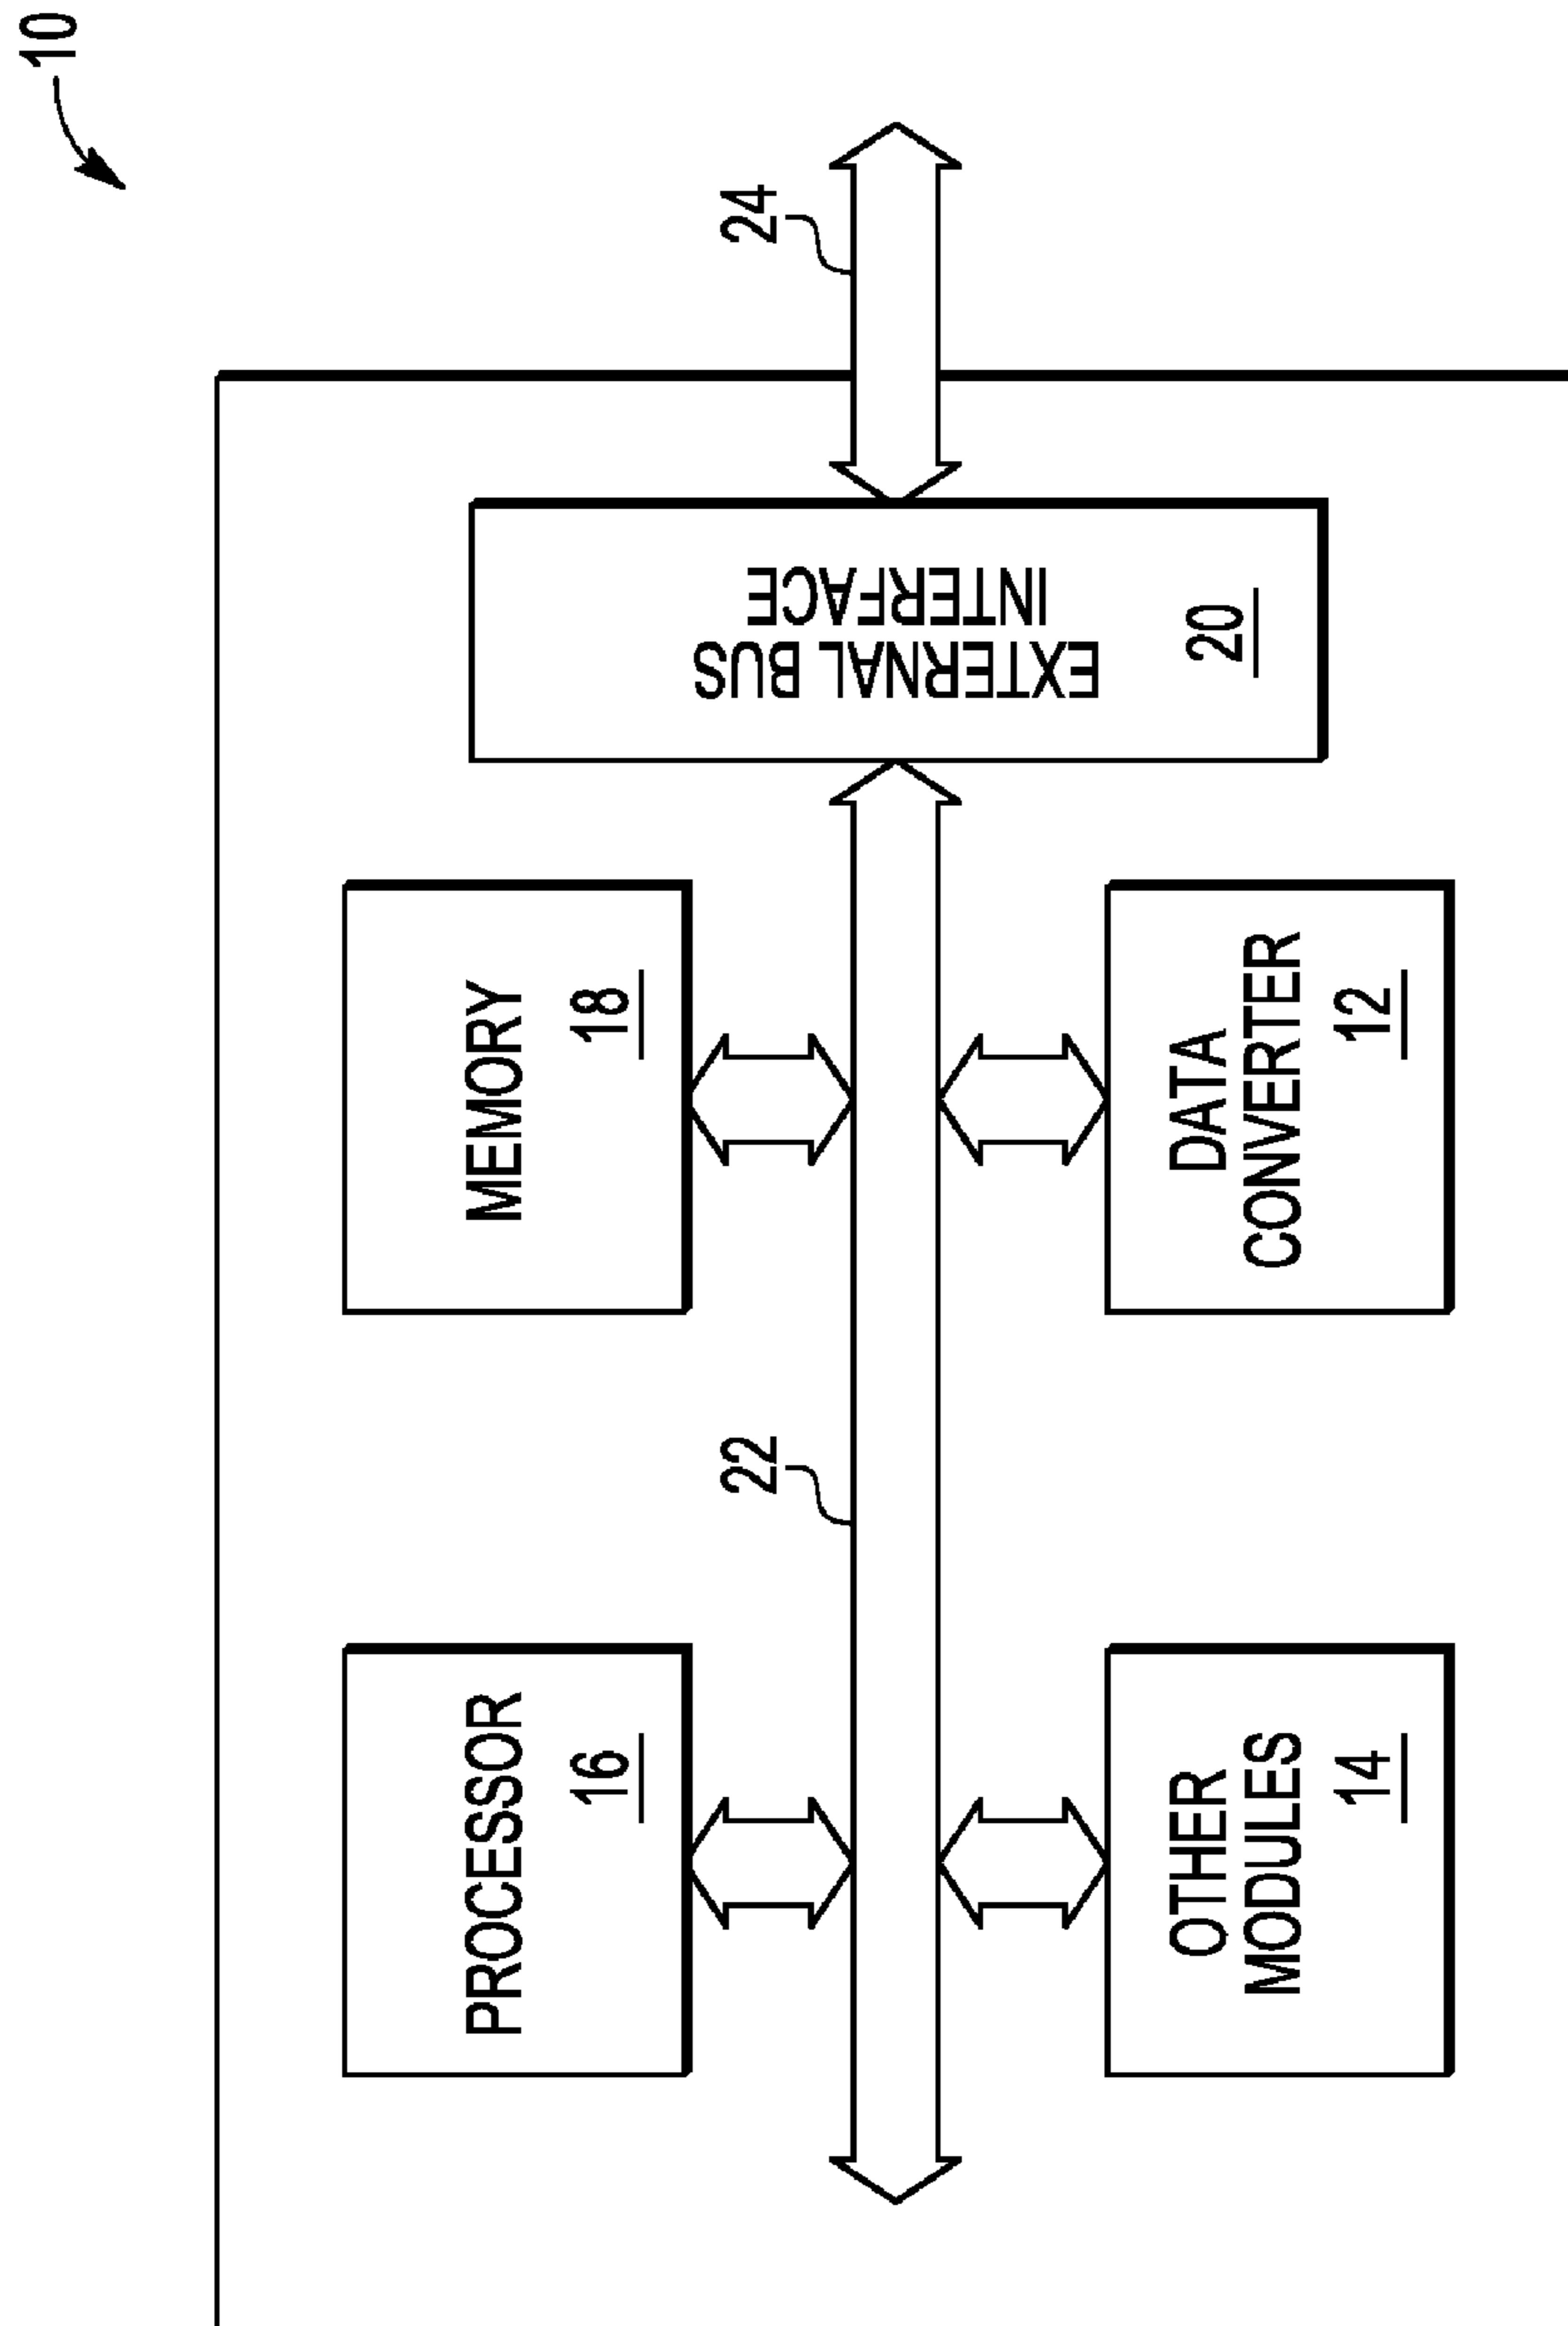 10
PROCESSOR
16
MEMORY
18
22
24
EXTERNAL BUS
INTERFACE
20
OTHER
MODULES
14
DATA
CONVERTER
12